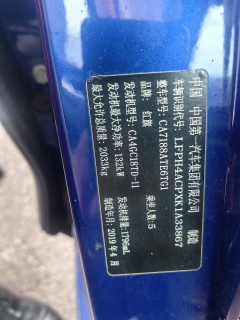 中国 中国第一汽车集团有限公司 制造
车辆识别代号：LFPH4ACPXK1A33867
整车型号：CA7188ATE6TG1
品牌：红旗 乘坐人数：5
发动机型号：CA4GC18TD-11
发动机最大净功率：132kW 发动机排量：1796mL
最大允许总质量：2033kg 制造年月：2019年4月